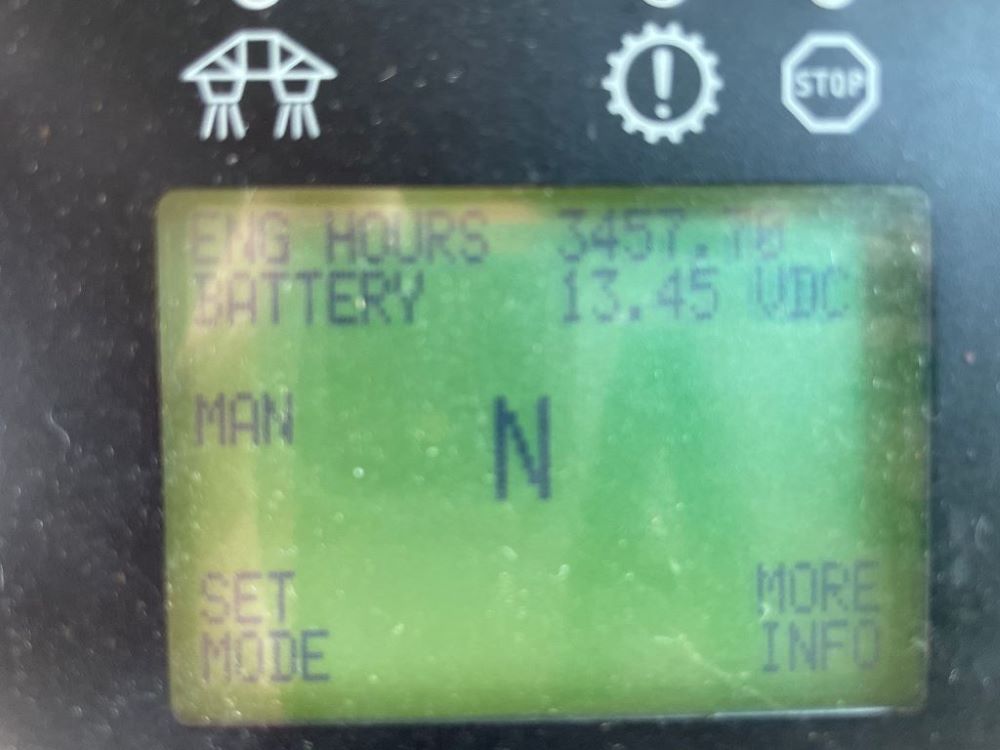 STOP
ENG HOURS 3457.70
BATTERY 13.45 VDC
MAN N
SET MORE
MODE INFO